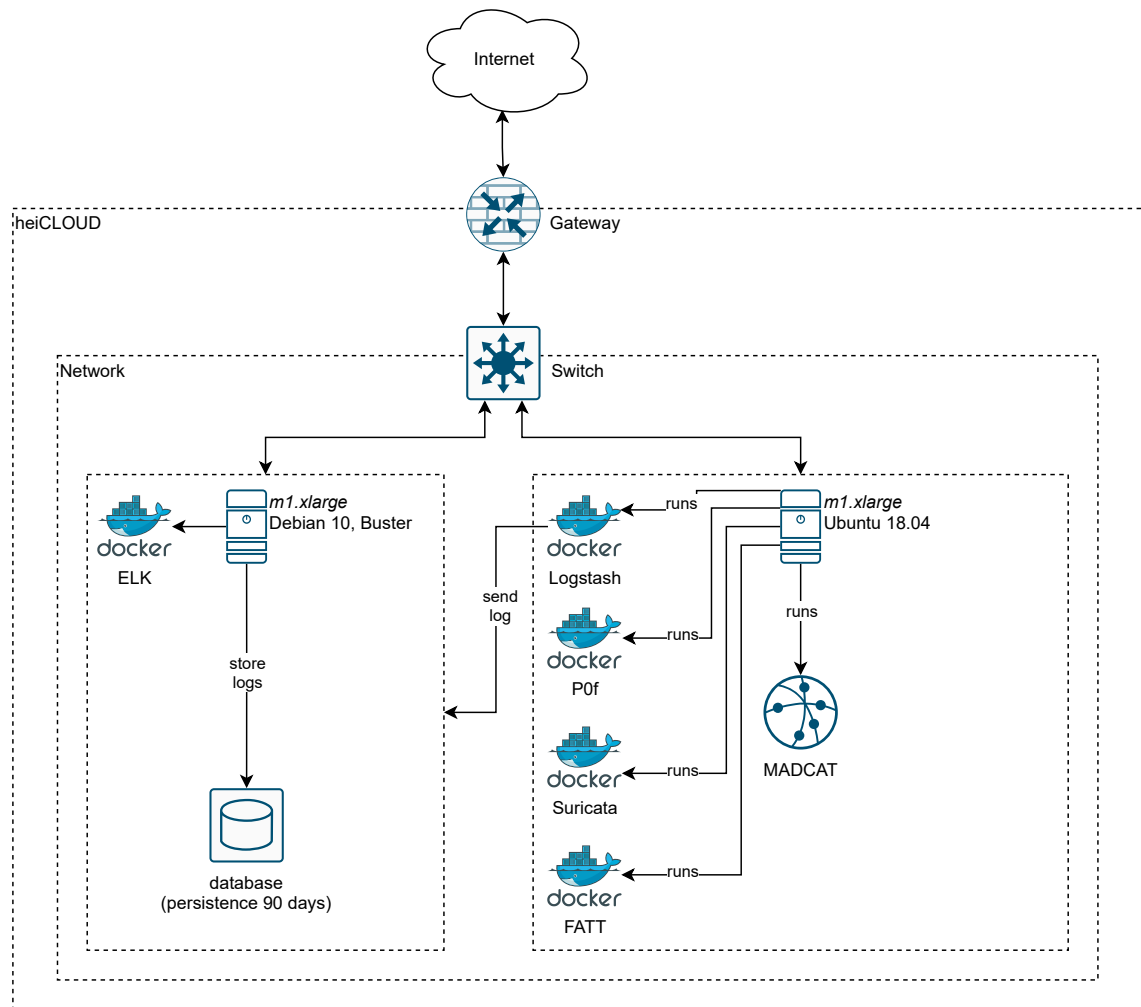 Internet
heiCLOUD
Gateway
Network
Switch
m1.xlarge
Debian 10, Buster
docker
ELK
store
logs
database
(persistence 90 days)
send
log
m1.xlarge
Ubuntu 18.04
runs
docker
Logstash
runs
docker
P0f
runs
docker
Suricata
runs
docker
FATT
runs
MADCAT